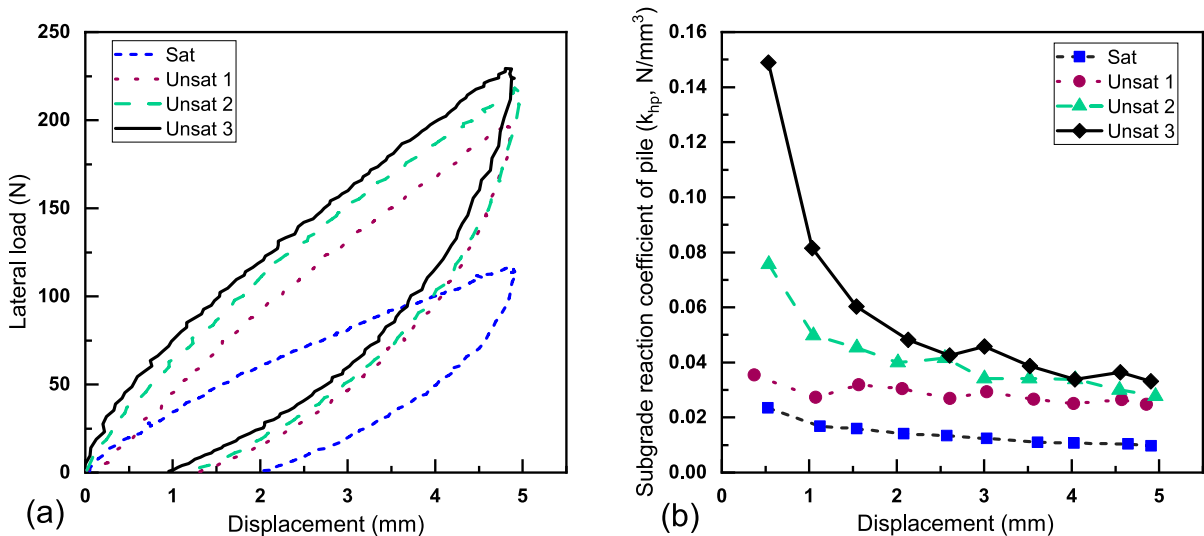 250
200
150
100
50
0
Lateral load (N)
Sat
Unsat 1
Unsat 2
Unsat 3
0 1 2 3 4 5
Displacement (mm)
(a)
0.16
0.14
0.12
0.10
0.08
0.06
0.04
0.02
0.00
Subgrade reaction coefficient of pile (khp, N/mm3)
Sat
Unsat 1
Unsat 2
Unsat 3
1 2 3 4 5
Displacement (mm)
(b)